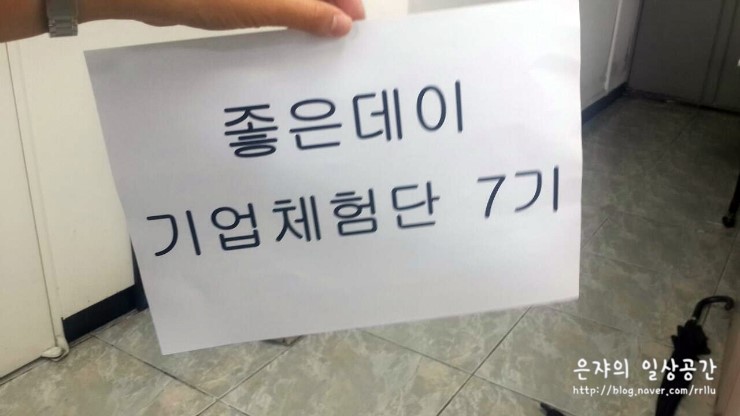 좋은데이
기업체험단 7기
은쟈의 일상공간
http://blog.naver.com/rrllu